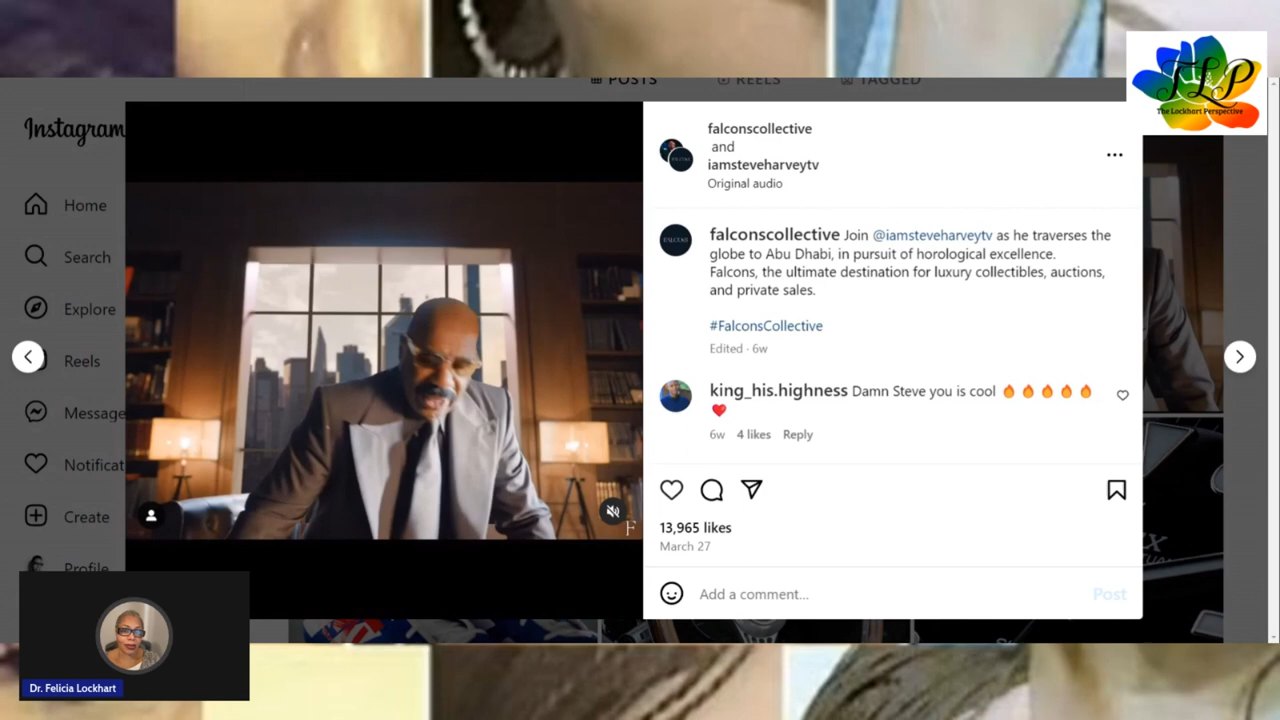 POSTS
REELS
TAGGED
TLP
The Lockhart Perspective
Instagram
Home
Search
Explore
Reels
Message
Notificat
Create
Profile
falconscollective
and
iamsteveharveytv
Original audio
FALCONS
falconscollective Join @iamsteveharveytv as he traverses the
globe to Abu Dhabi, in pursuit of horological excellence.
Falcons, the ultimate destination for luxury collectibles, auctions,
and private sales.
#FalconsCollective
Edited · 6w
king_his.highness Damn Steve you is cool 🔥🔥🔥🔥🔥
❤️
6w 4 likes Reply
13,965 likes
March 27
Add a comment...
Post
F
Dr. Felicia Lockhart